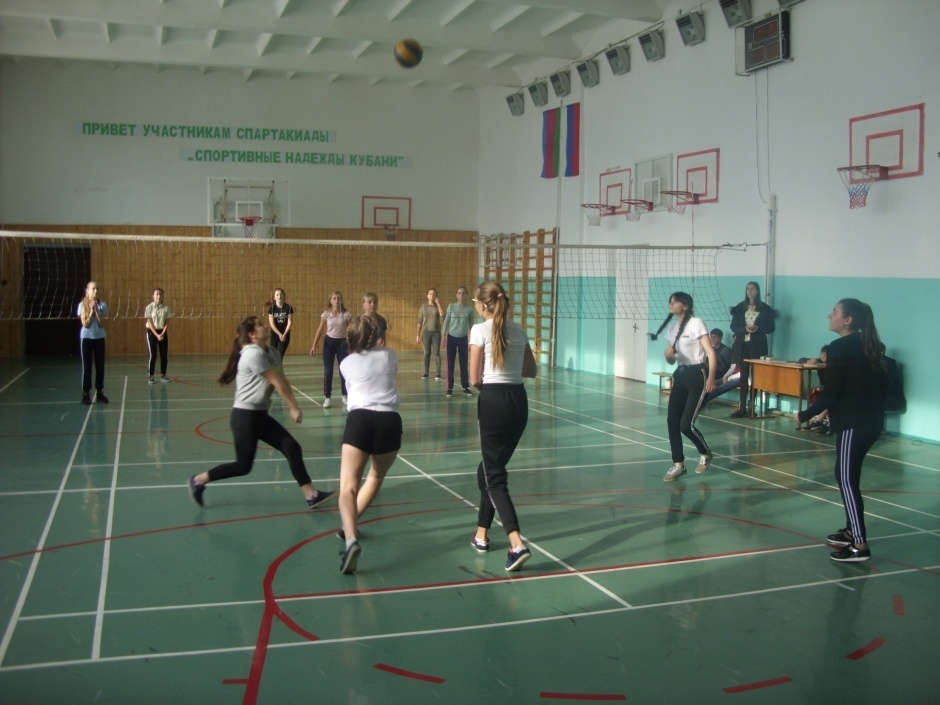 ПРИВЕТ УЧАСТНИКАМ СПАРТАКИАДЫ
„СПОРТИВНЫЕ НАДЕЖДЫ КУБАНИ"